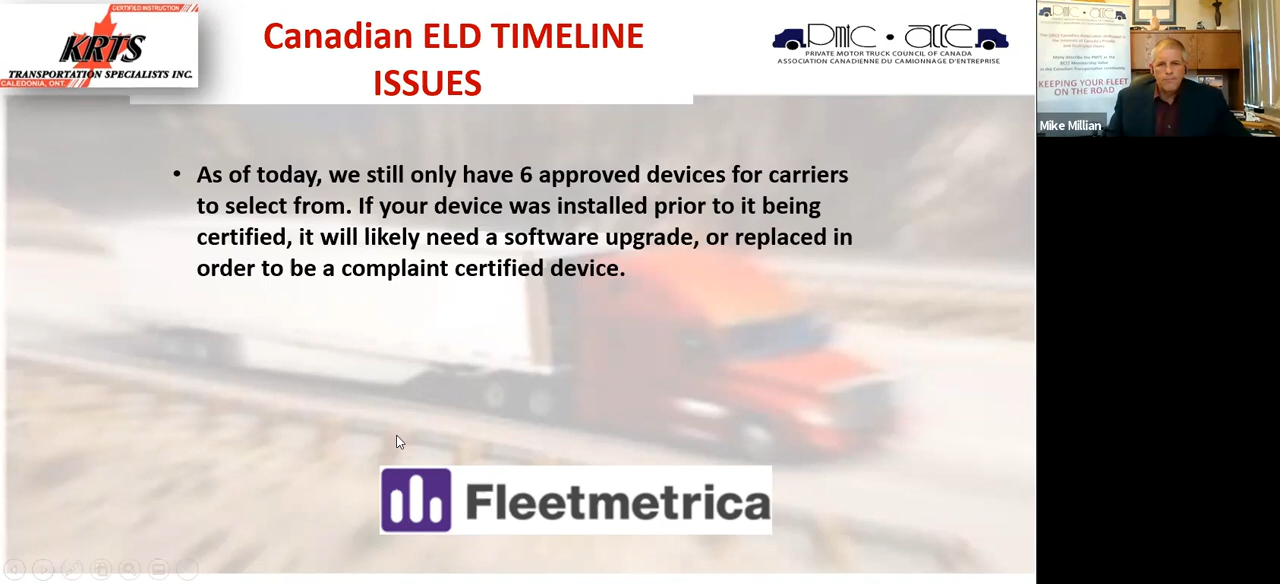 CERTIFIED INSTRUCTION
KRTS
TRANSPORTATION SPECIALISTS INC.
CALEDONIA, ONT.
Canadian ELD TIMELINE
ISSUES
PMTC • ACCE
PRIVATE MOTOR TRUCK COUNCIL OF CANADA
ASSOCIATION CANADIENNE DU CAMIONNAGE D'ENTREPRISE
• As of today, we still only have 6 approved devices for carriers
to select from. If your device was installed prior to it being
certified, it will likely need a software upgrade, or replaced in
order to be a complaint certified device.
Fleetmetrica
KEEPING YOUR FLEET
ON THE ROAD
Mike Millian